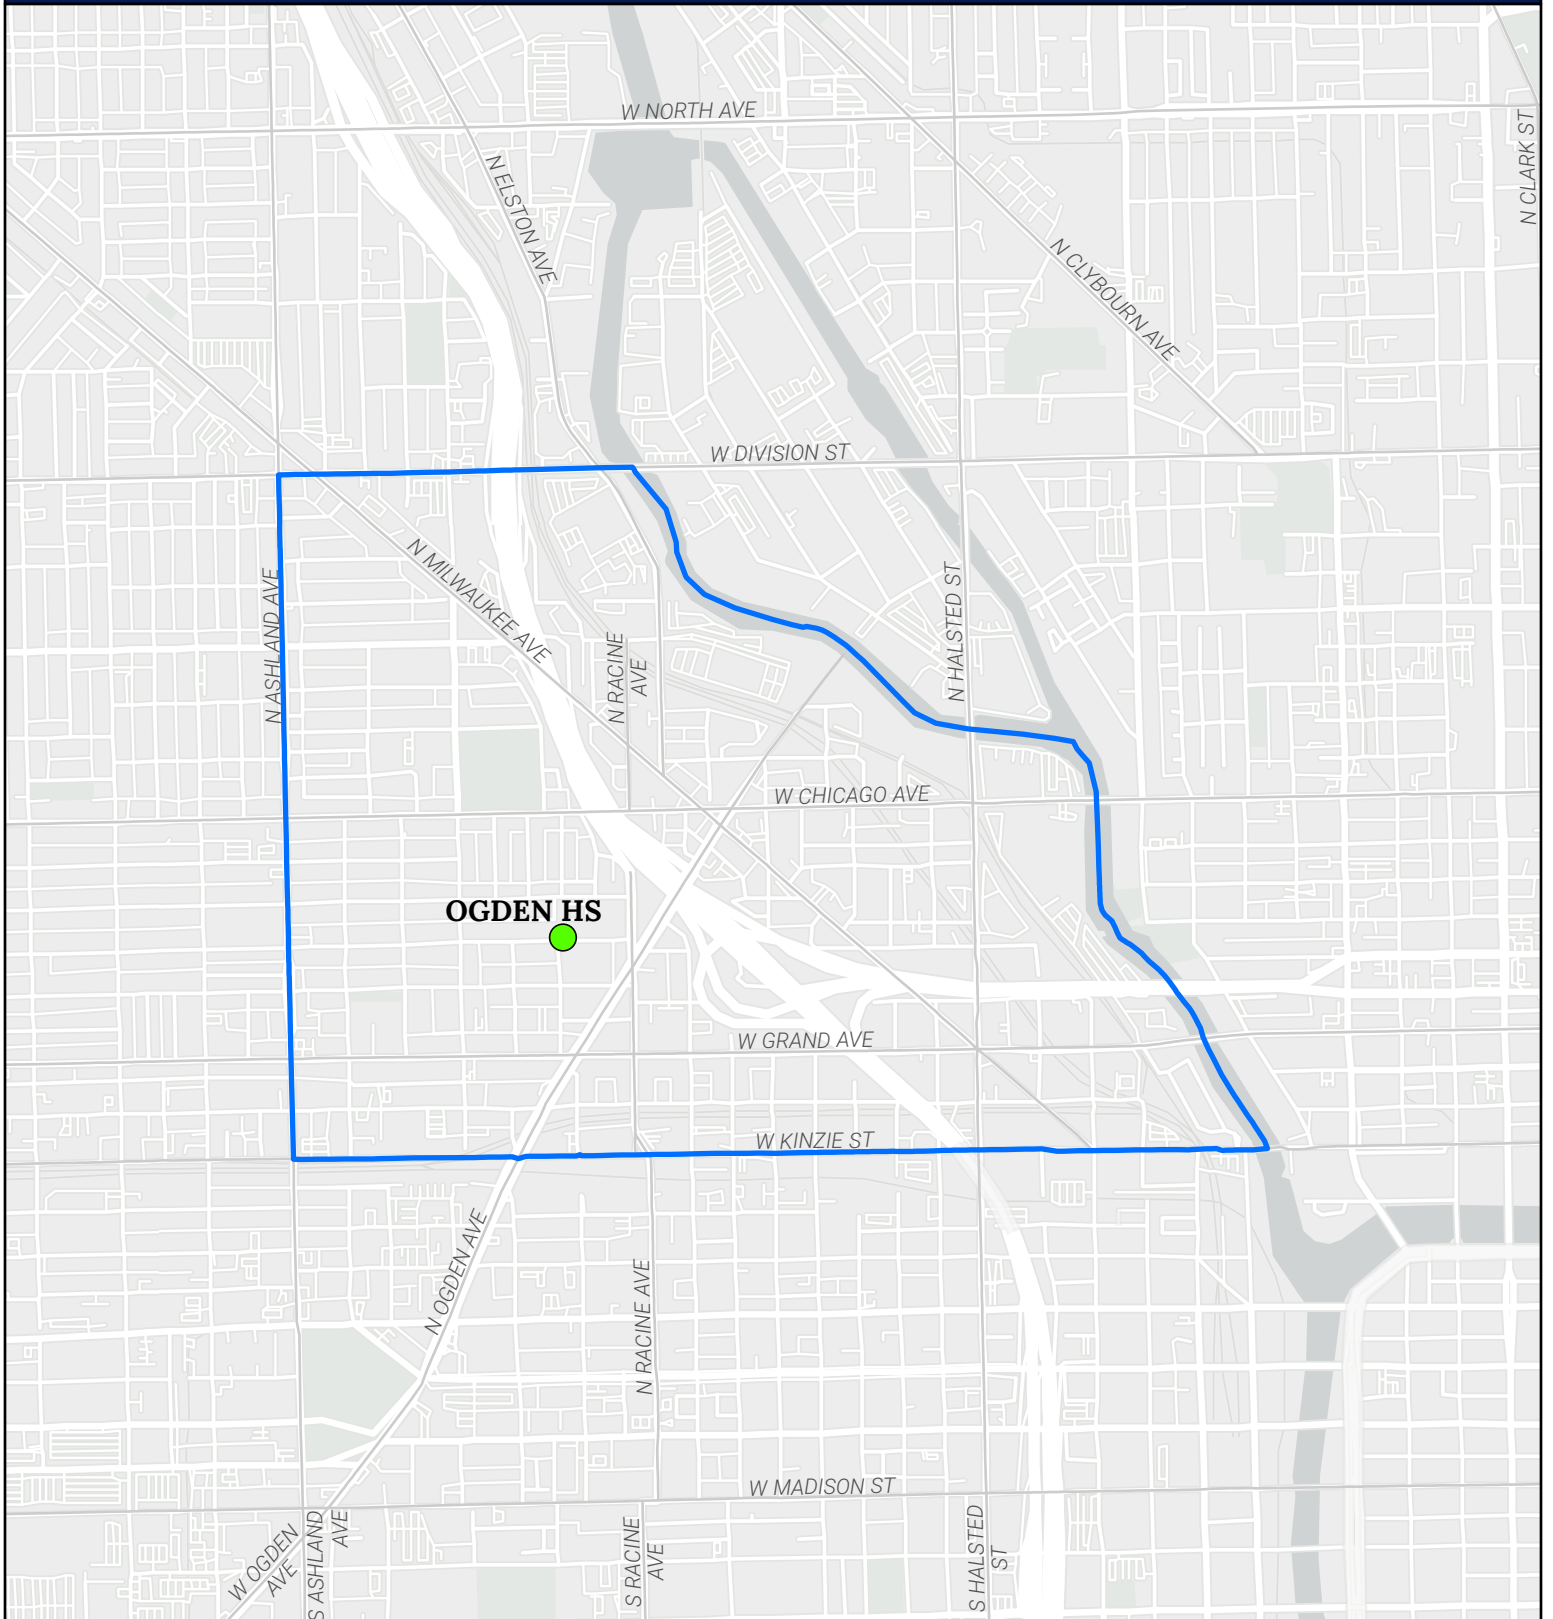 W NORTH AVE
N CLARK ST
N ELSTON AVE
N CLYBOURN AVE
W DIVISION ST
N MILWAUKEE AVE
N ASHLAND AVE
N HALSTED ST
N RACINE
AVE
W CHICAGO AVE
OGDEN HS
W GRAND AVE
W KINZIE ST
N OGDEN AVE
N RACINE AVE
W MADISON ST
W OGDEN
AVE
S ASHLAND
AVE
S RACINE
AVE
S HALSTED
ST